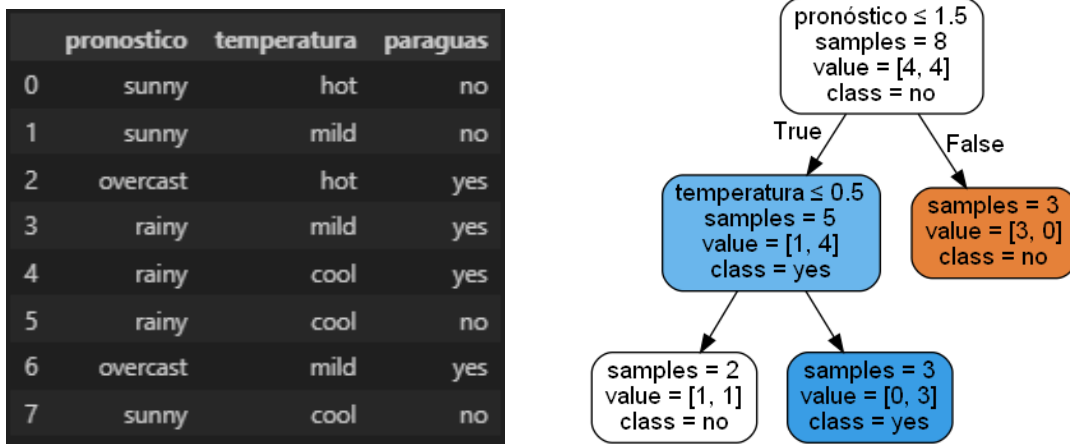 pronostico temperatura paraguas
0 sunny hot no
1 sunny mild no
2 overcast hot yes
3 rainy mild yes
4 rainy cool yes
5 rainy cool no
6 overcast mild yes
7 sunny cool no
pronóstico ≤ 1.5
samples = 8
value = [4, 4]
class = no
True
False
temperatura ≤ 0.5
samples = 5
value = [1, 4]
class = yes
samples = 3
value = [3, 0]
class = no
samples = 2
value = [1, 1]
class = no
samples = 3
value = [0, 3]
class = yes